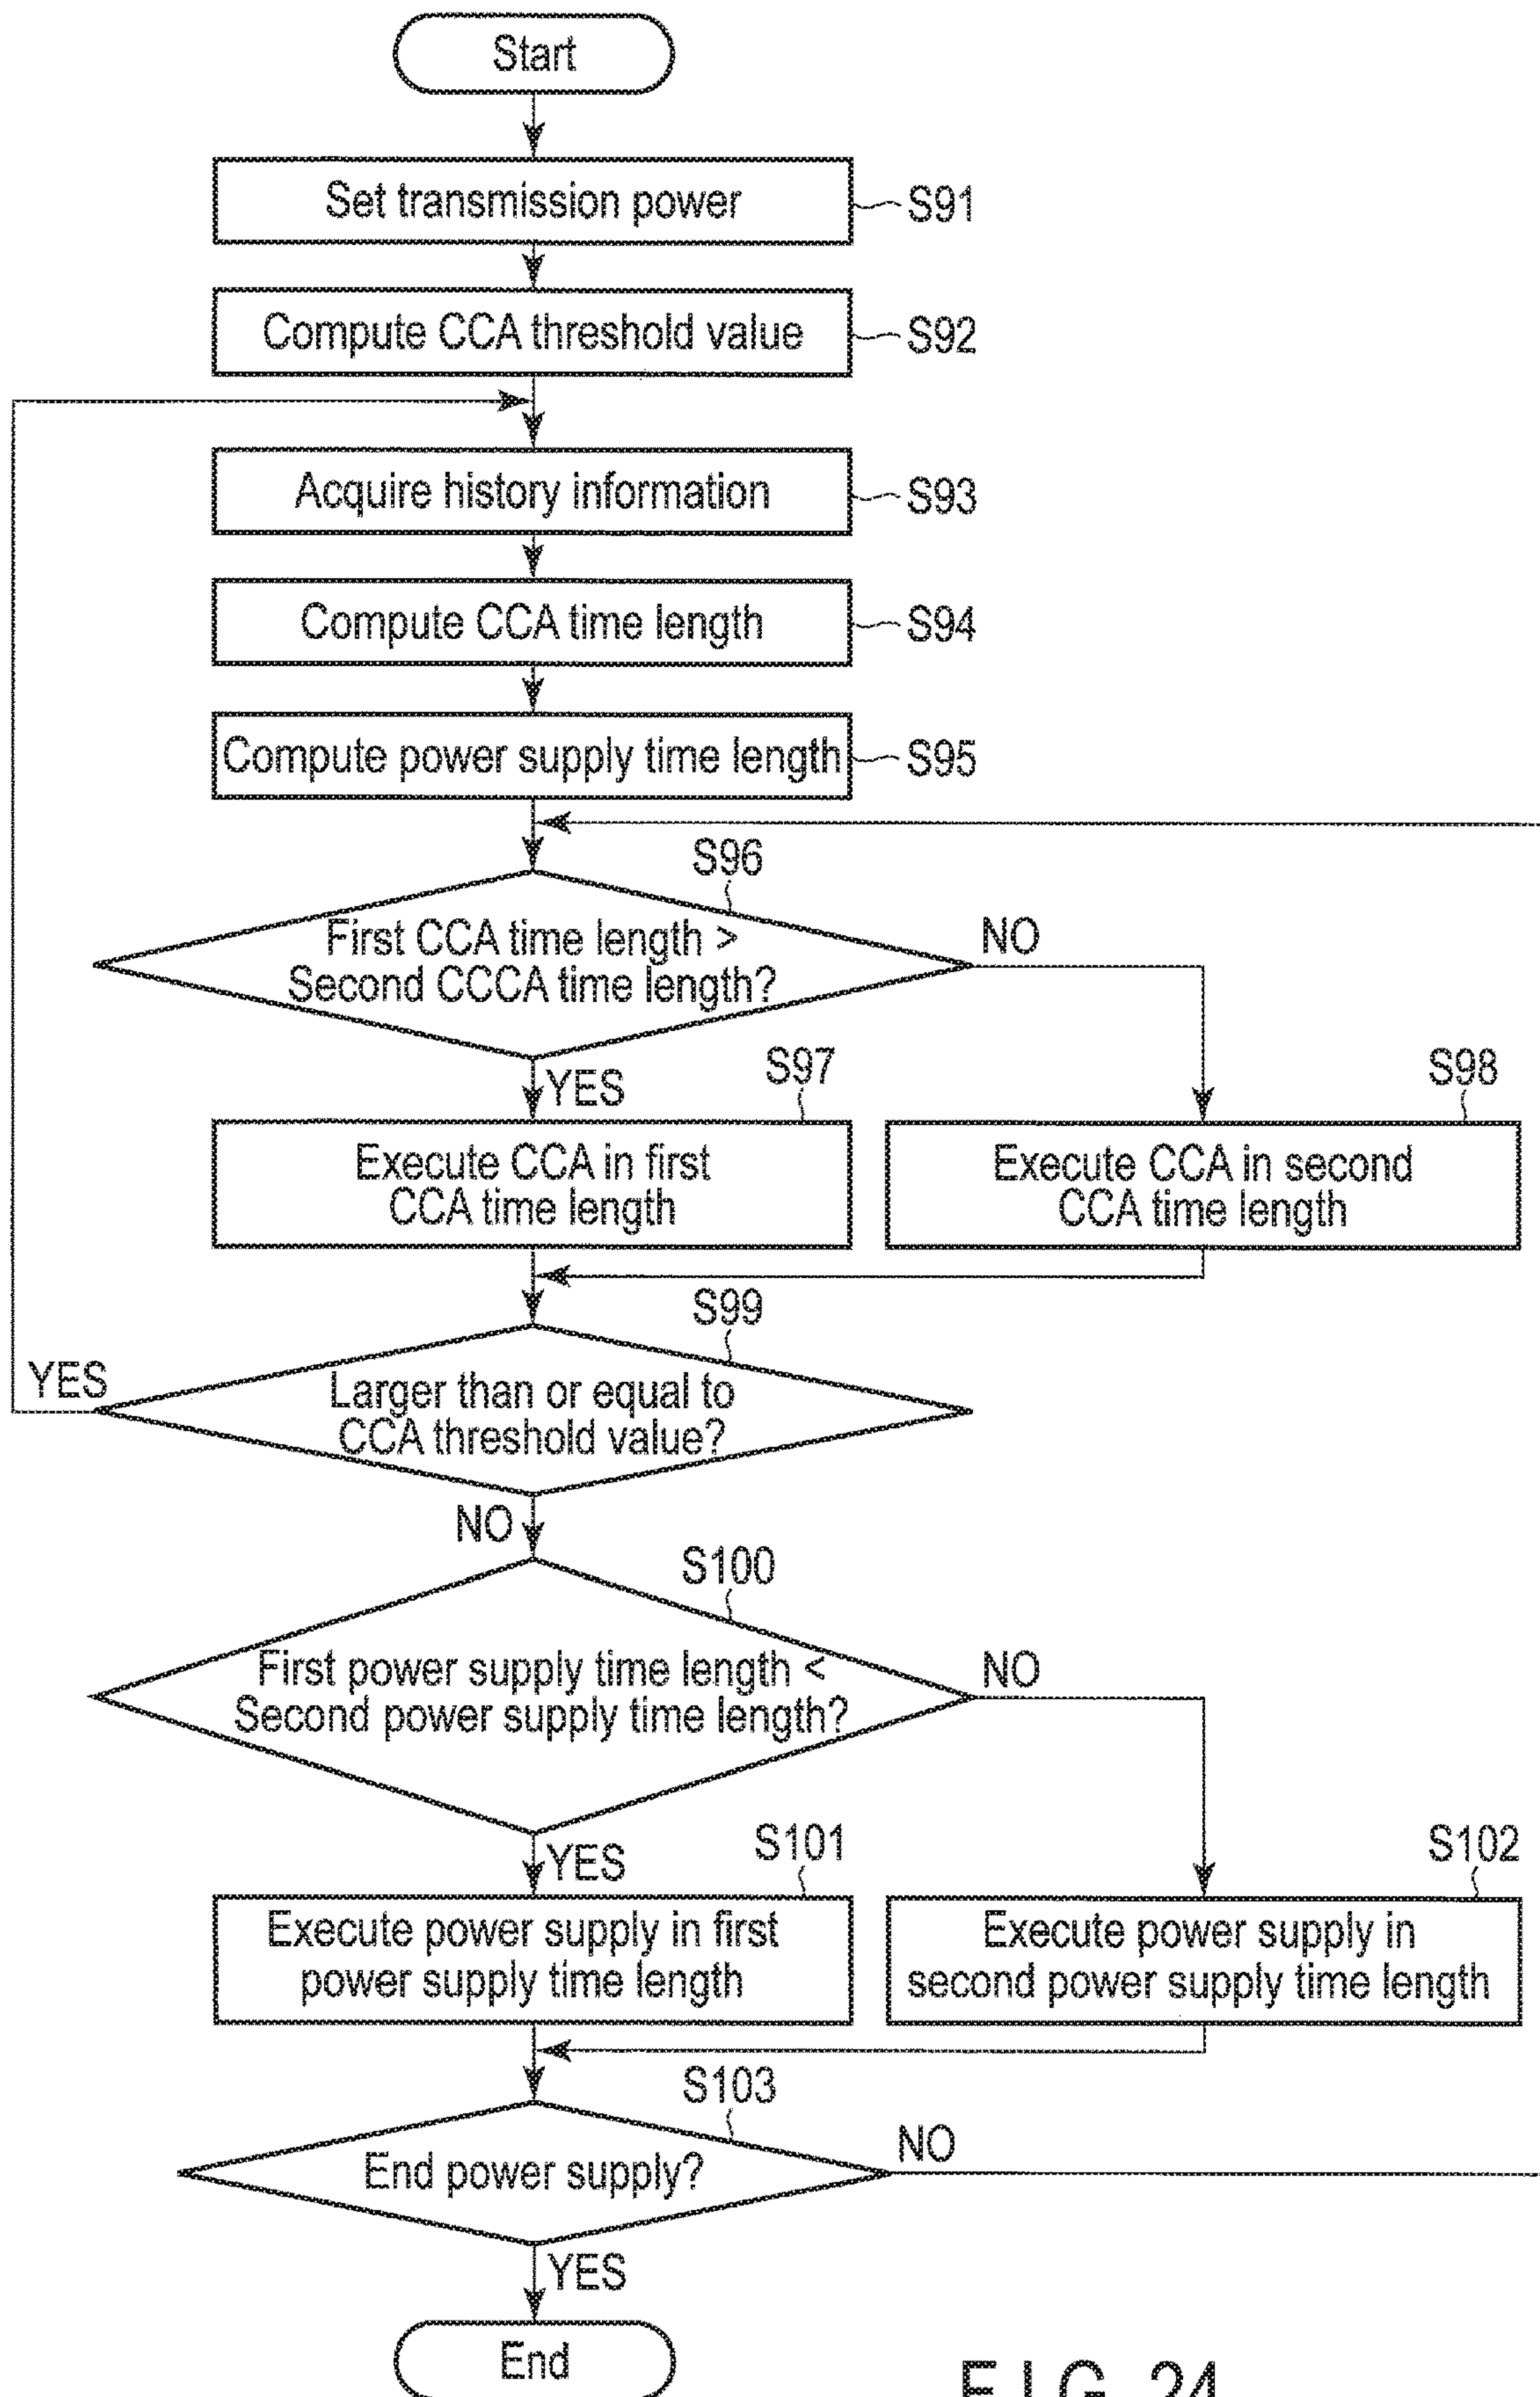 Start
Set transmission power
S91
Compute CCA threshold value
S92
Acquire history information
S93
Compute CCA time length
S94
Compute power supply time length
S95
S96
First CCA time length >
Second CCCA time length?
NO
YES
S97
Execute CCA in first
CCA time length
S98
Execute CCA in second
CCA time length
S99
Larger than or equal to
CCA threshold value?
YES
NO
S100
First power supply time length <
Second power supply time length?
NO
YES
S101
Execute power supply in first
power supply time length
S102
Execute power supply in
second power supply time length
S103
End power supply?
NO
YES
End
FIG. 24